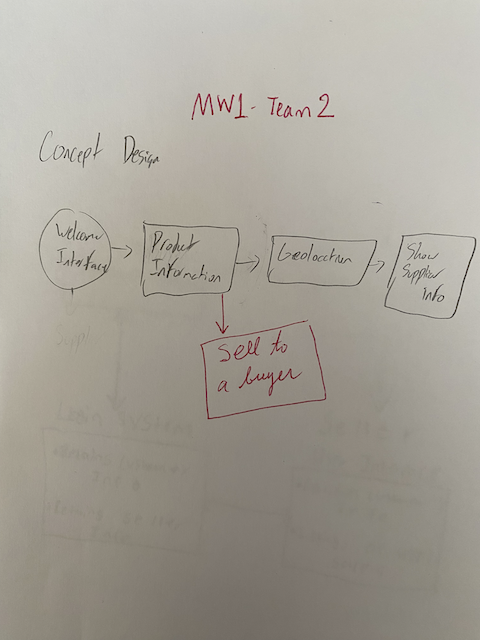 MW1 - Team 2
Concept Design
Welcome
Interface
Product
Information
Geolocation
Show
Supplier
info
Sell to
a buyer